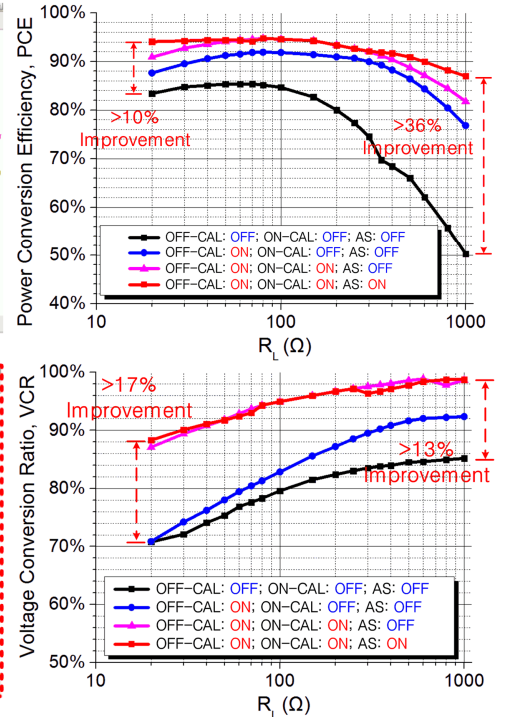 100%
90%
80%
70%
60%
50%
40%
Power Conversion Efficiency, PCE
>10%
Improvement
>36%
Improvement
OFF-CAL: OFF; ON-CAL: OFF; AS: OFF
OFF-CAL: ON; ON-CAL: OFF; AS: OFF
OFF-CAL: ON; ON-CAL: ON; AS: OFF
OFF-CAL: ON; ON-CAL: ON; AS: ON
10 100 1000
R_L (Ω)
100%
90%
80%
70%
60%
50%
Voltage Conversion Ratio, VCR
>17%
Improvement
>13%
Improvement
OFF-CAL: OFF; ON-CAL: OFF; AS: OFF
OFF-CAL: ON; ON-CAL: OFF; AS: OFF
OFF-CAL: ON; ON-CAL: ON; AS: OFF
OFF-CAL: ON; ON-CAL: ON; AS: ON
10 100 1000
R_L (Ω)